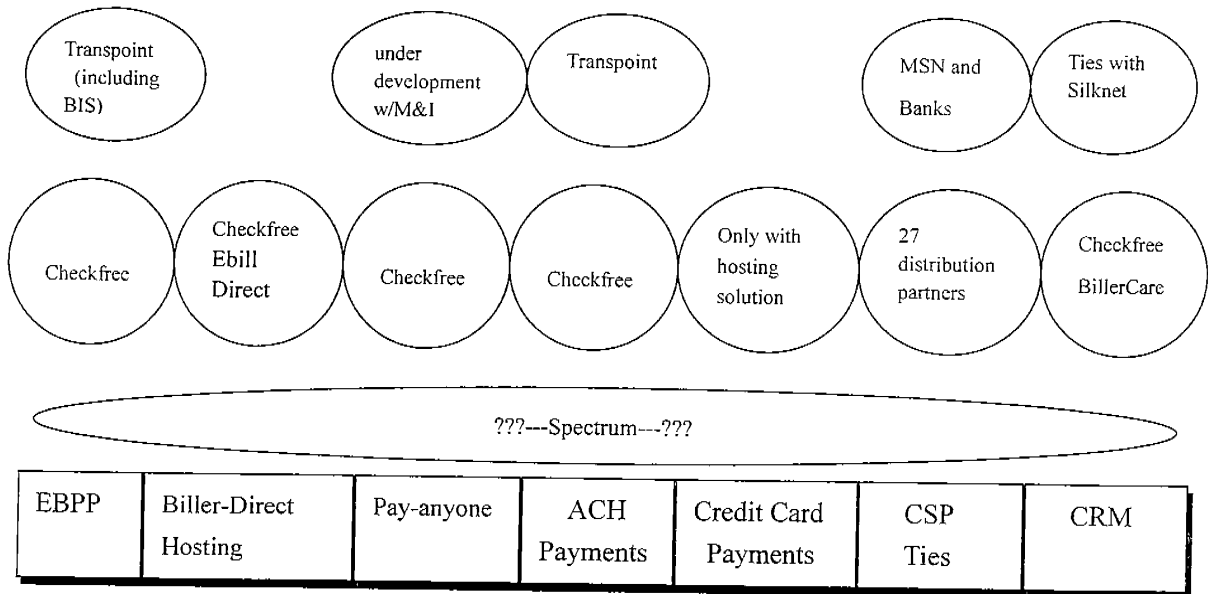 Transpoint
(including
BIS)
under
development
w/M&I
Transpoint
MSN and
Banks
Ties with
Silknet
Checkfree
Checkfree
Ebill
Direct
Checkfree
Checkfree
Only with
hosting
solution
27
distribution
partners
Checkfree
BillerCare
???---Spectrum---???
EBPP
Biller-Direct
Hosting
Pay-anyone
ACH
Payments
Credit Card
Payments
CSP
Ties
CRM